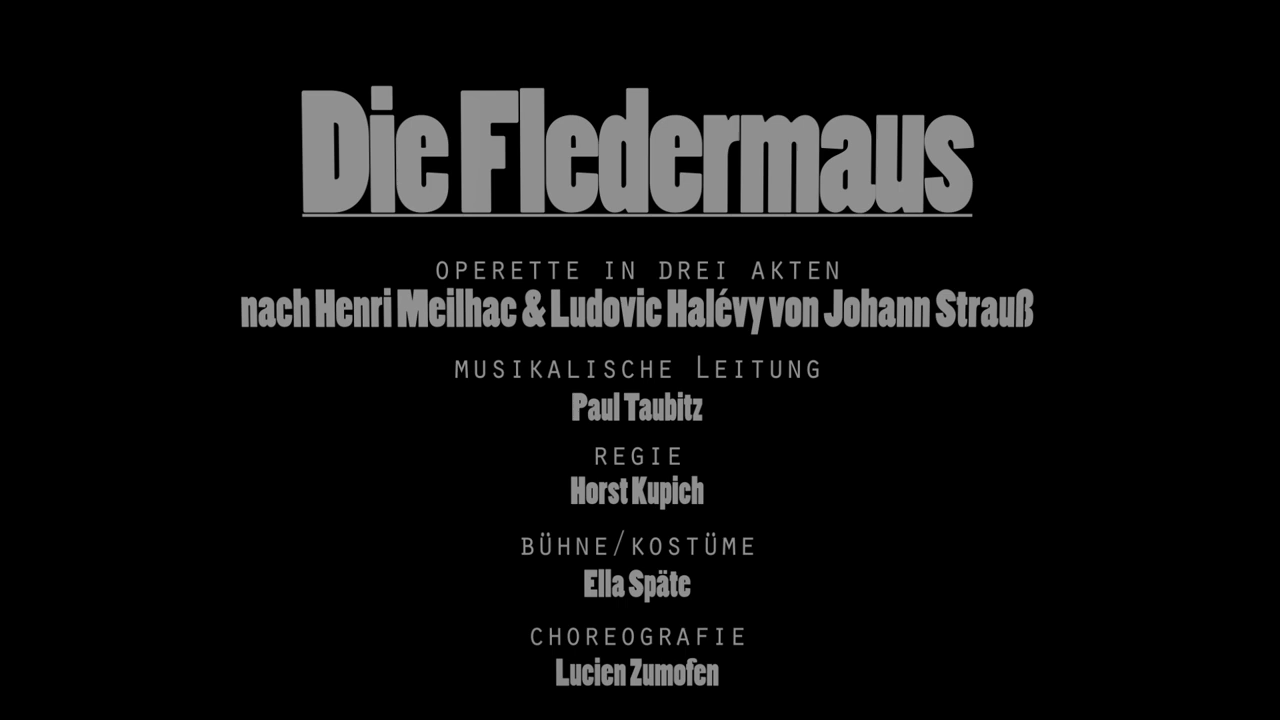 Die Fledermaus
OPERETTE IN DREI AKTEN
nach Henri Meilhac & Ludovic Halévy von Johann Strauß
MUSIKALISCHE LEITUNG
Paul Taubitz
REGIE
Horst Kupich
BÜHNE/KOSTÜME
Ella Späte
CHOREOGRAFIE
Lucien Zumofen